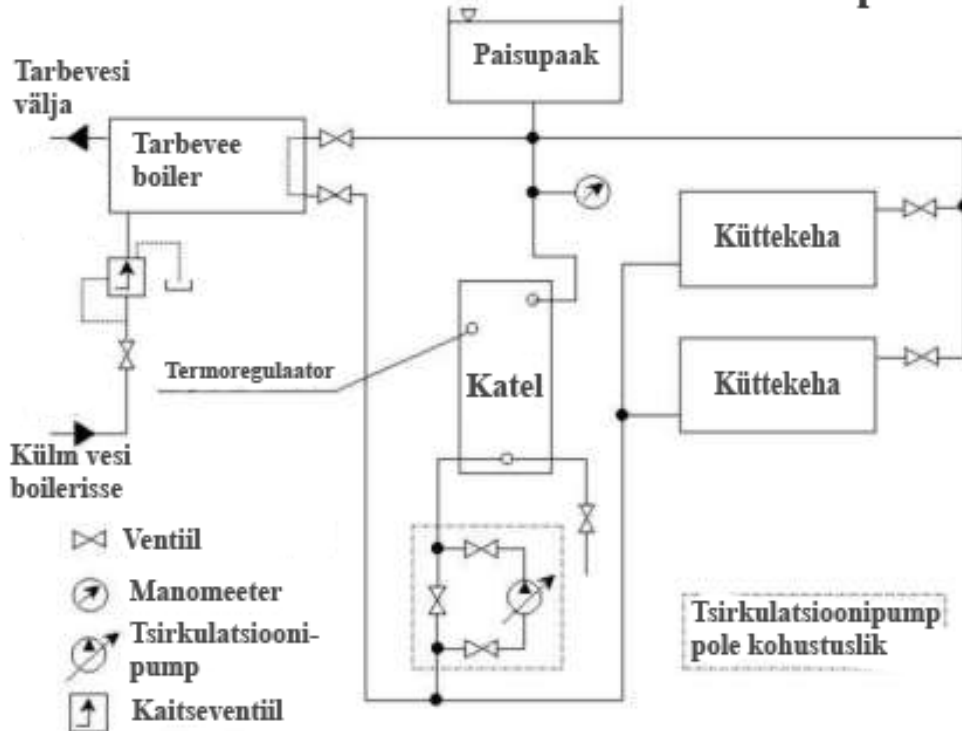 p
Paisupaak
Tarbevesi
välja
Tarbevee
boiler
Küttekeha
Küttekeha
Termoregulaator
Katel
Külm vesi
boilerisse
Ventiil
Manomeeter
Tsirkulatsiooni-
pump
Kaitseventiil
Tsirkulatsioonipump
pole kohustuslik